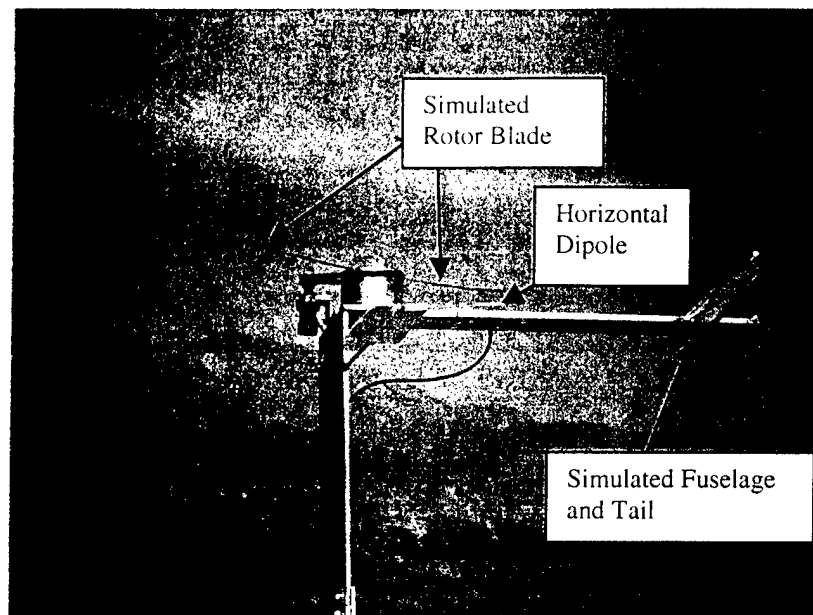 Simulated
Rotor Blade
Horizontal
Dipole
Simulated Fuselage
and Tail